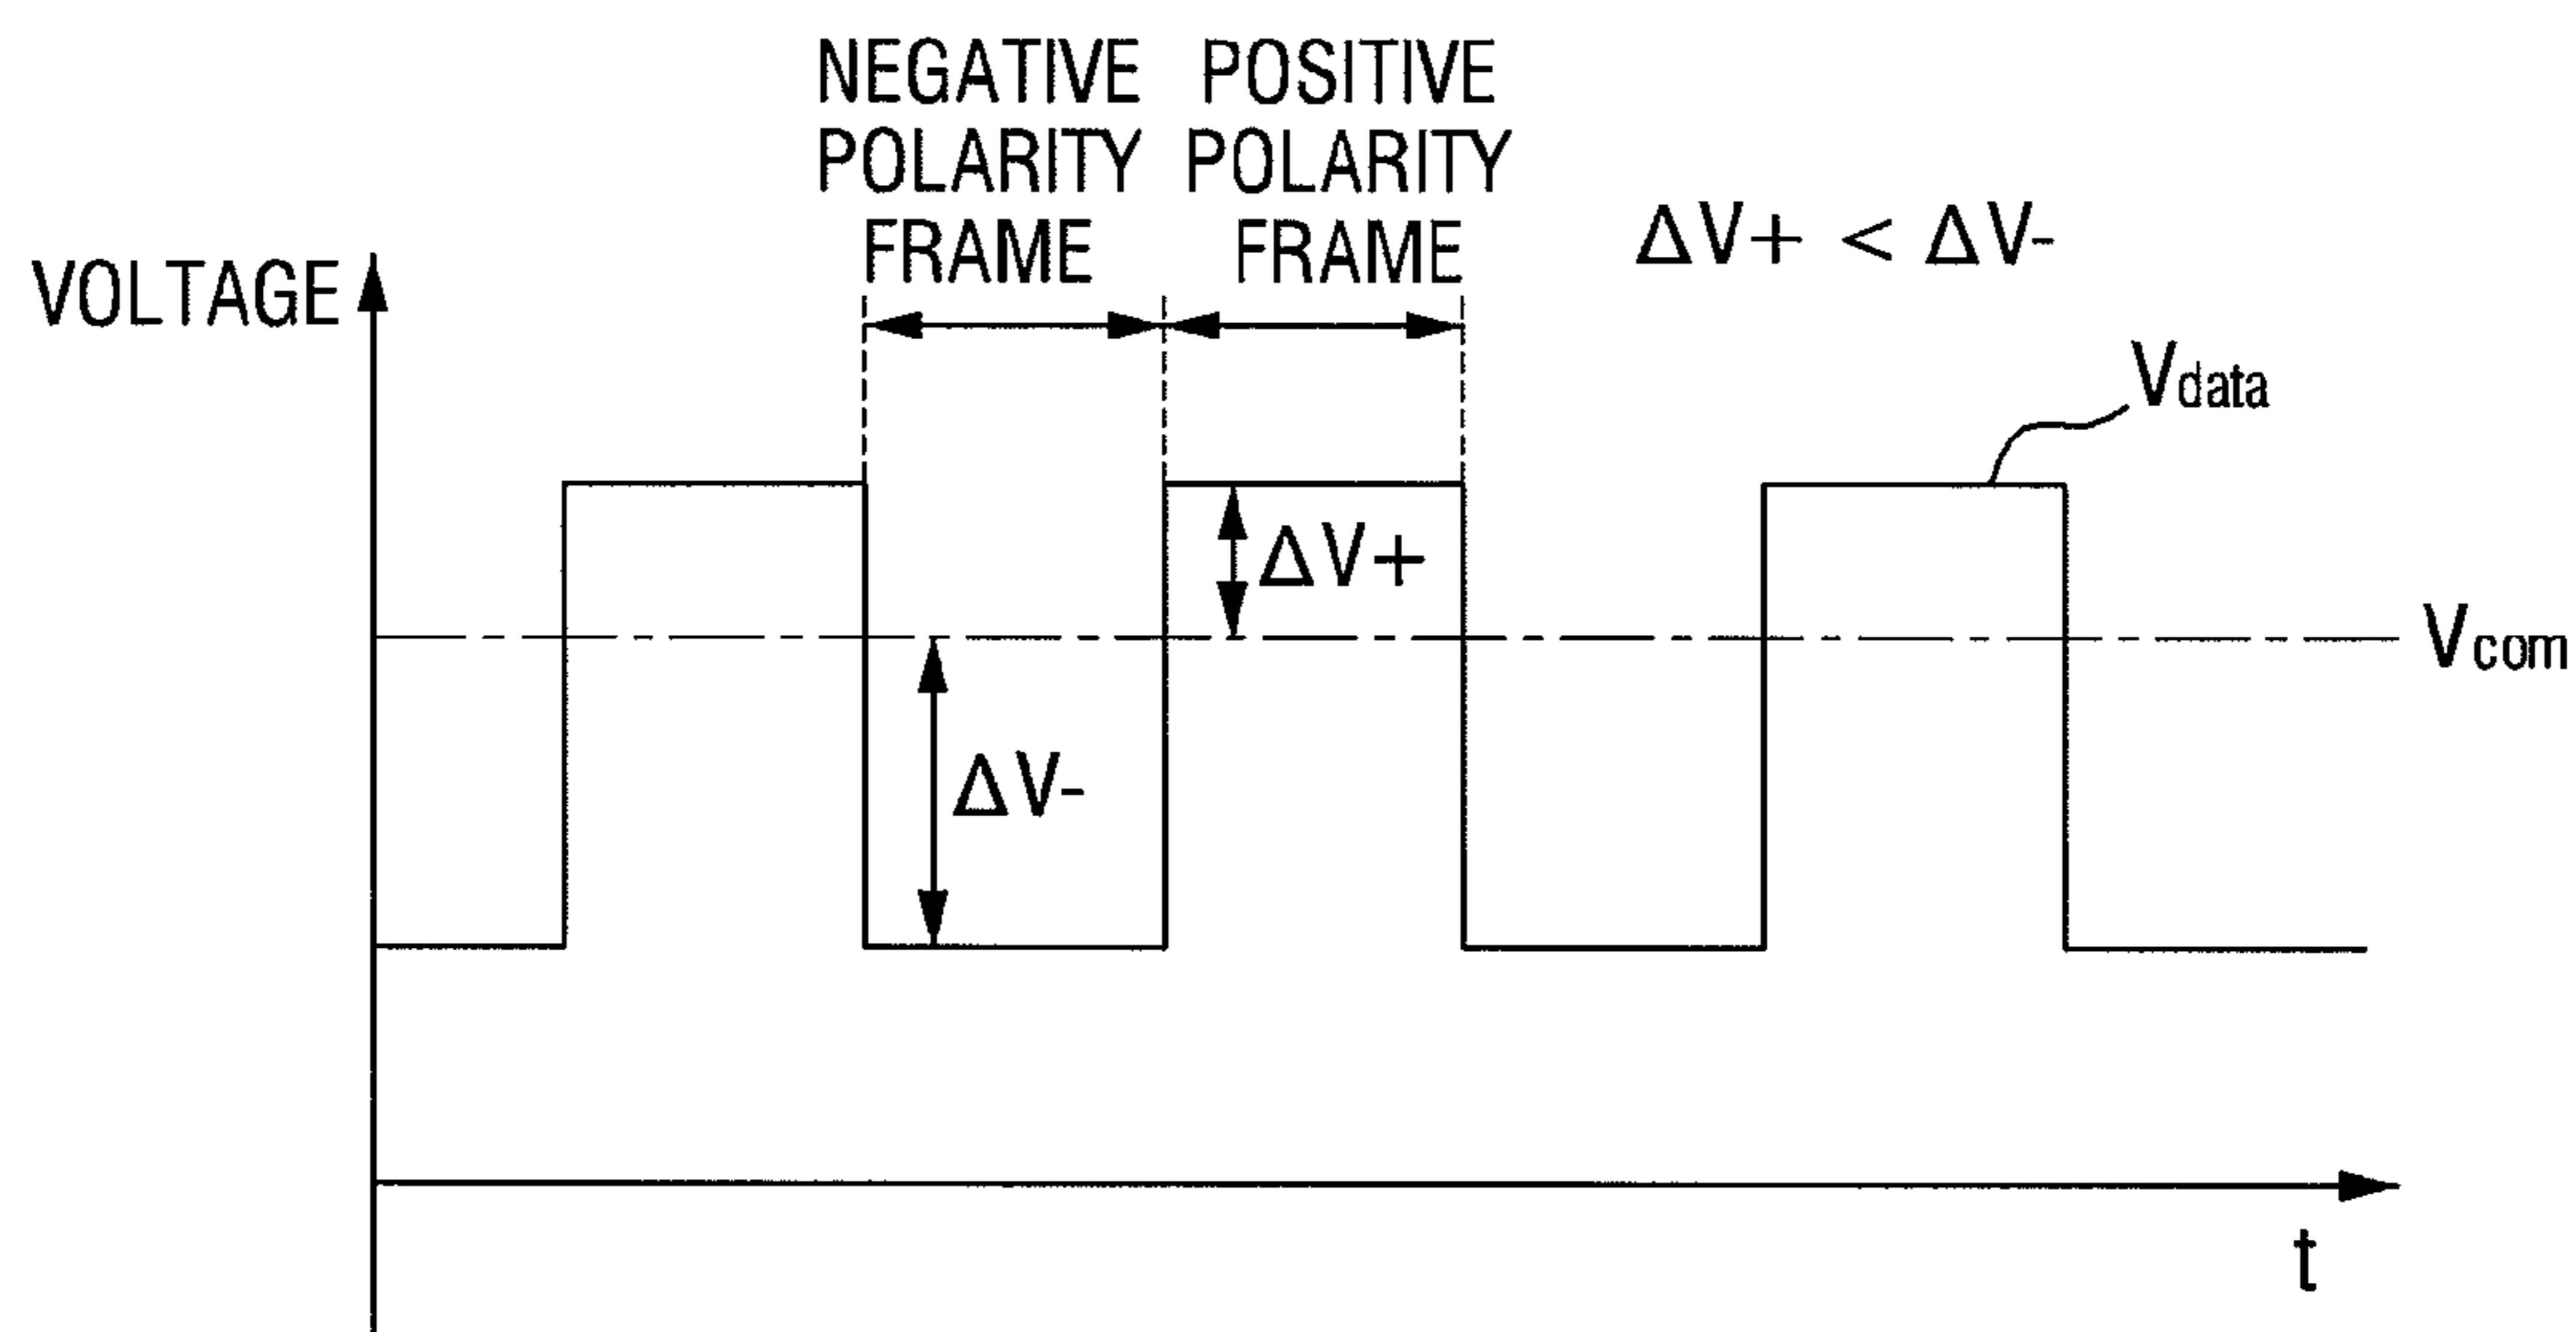 NEGATIVE POSITIVE
POLARITY POLARITY
FRAME FRAME
ΔV+ < ΔV-
VOLTAGE
Vdata
ΔV+
Vcom
ΔV-
t